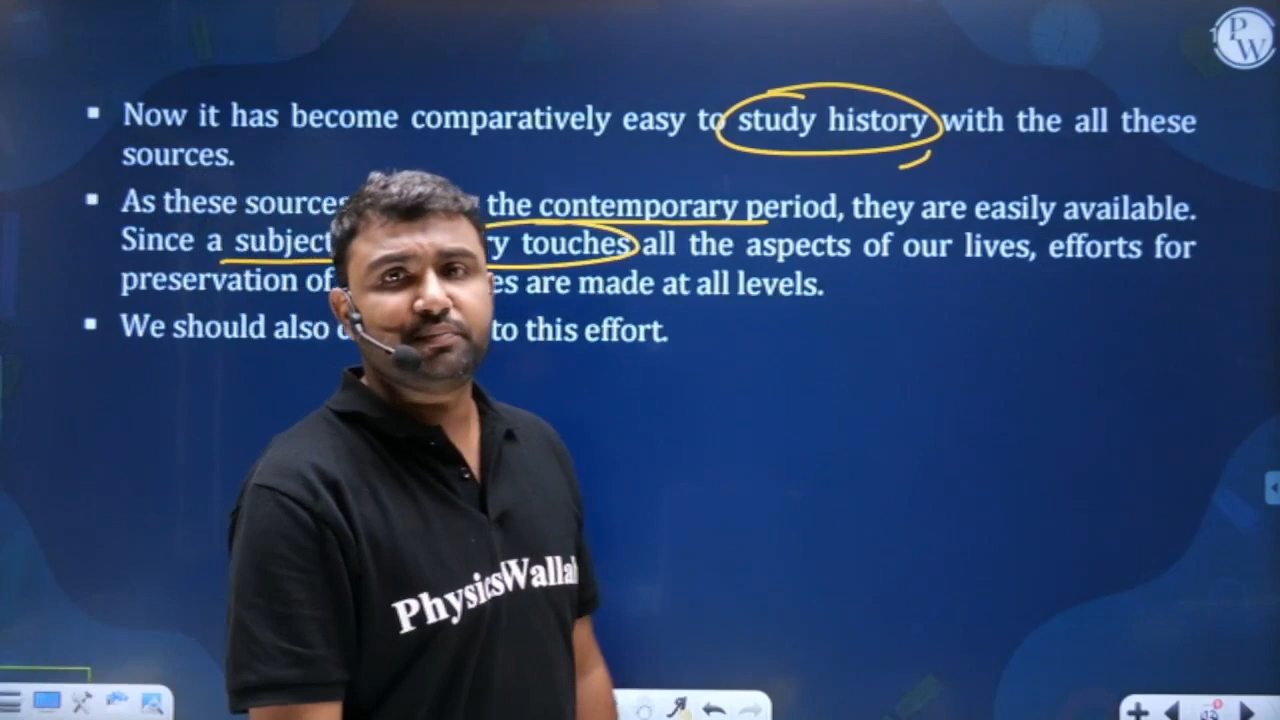 PW
Now it has become comparatively easy to study history with the all these
sources.
As these sources the contemporary period, they are easily available.
Since a subject touches all the aspects of our lives, efforts for
preservation of are made at all levels.
We should also to this effort.
PhysicsWallah